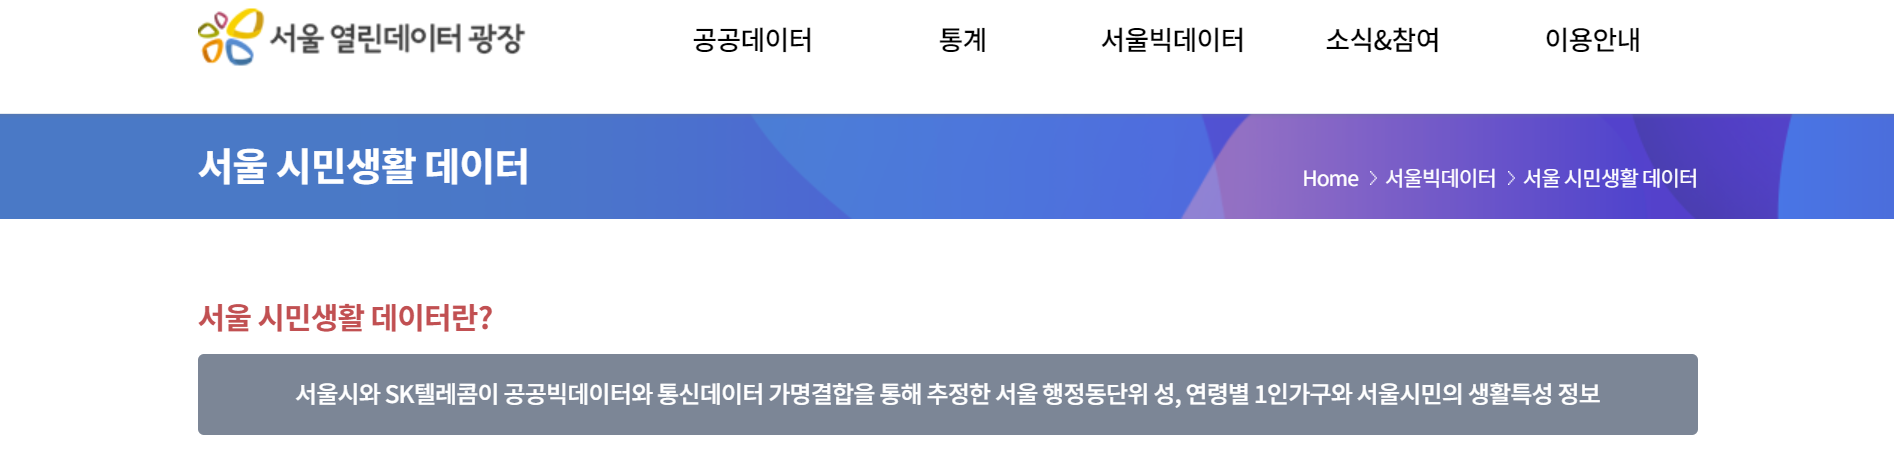 서울 열린데이터 광장
공공데이터 통계 서울빅데이터 소식&참여 이용안내
서울 시민생활 데이터
Home > 서울빅데이터 > 서울 시민생활 데이터
서울 시민생활 데이터란?
서울시와 SK텔레콤이 공공빅데이터와 통신데이터 가명결합을 통해 추정한 서울 행정동단위 성, 연령별 1인가구와 서울시민의 생활특성 정보